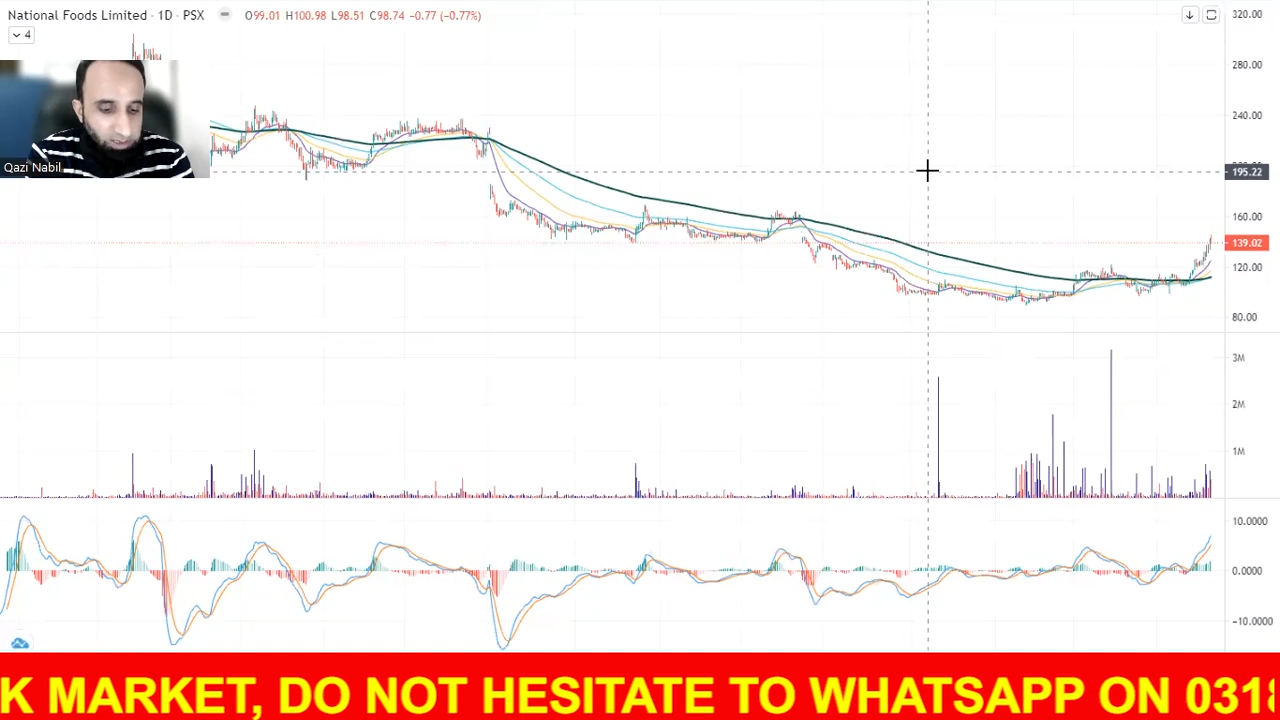 National Foods Limited · 1D · PSX
O99.01 H100.98 L98.51 C98.74 −0.77 (−0.77%)
4
Qazi Nabil
320.00
280.00
240.00
195.22
160.00
139.02
120.00
80.00
3M
2M
1M
10.0000
0.0000
−10.0000
K MARKET, DO NOT HESITATE TO WHATSAPP ON 0318